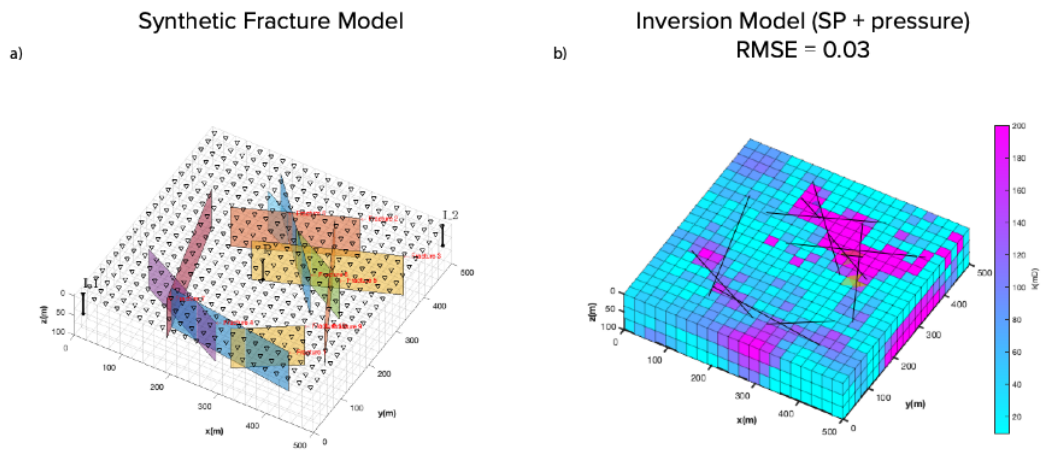 Synthetic Fracture Model
Inversion Model (SP + pressure)
RMSE = 0.03
a)
b)
I_2
I_1
P
z(m)
0
50
100
0
100
200
300
400
500
x(m)
0
100
200
300
400
500
y(m)
z(m)
0
50
100
0
100
200
300
400
500
x(m)
0
100
200
300
400
500
y(m)
200
180
160
140
120
100
80
60
40
20
K(mD)